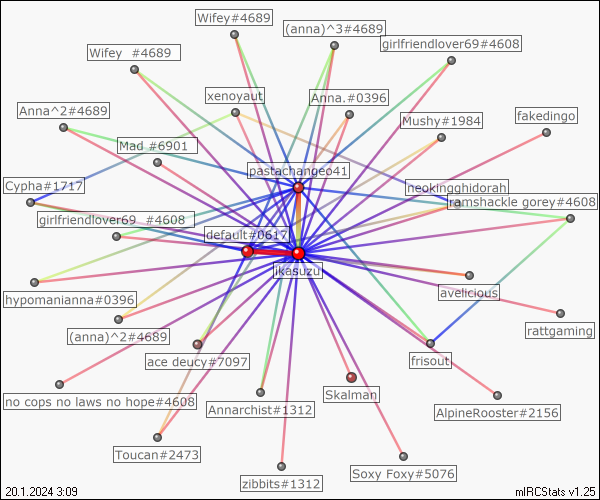 Wifey#4689
(anna)^3#4689
girlfriendlover69#4608
Wifey  #4689
xenoyaut
Anna.#0396
Anna^2#4689
Mushy#1984
fakedingo
Mad #6901
pastachangeo41
Cypha#1717
neokingghidorah
ramshackle gorey#4608
girlfriendlover69  #4608
default#0617
ikasuzu
hypomanianna#0396
avelicious
(anna)^2#4689
rattgaming
ace deucy#7097
frisout
no cops no laws no hope#4608
Annarchist#1312
Skalman
AlpineRooster#2156
Toucan#2473
zibbits#1312
Soxy Foxy#5076
20.1.2024 3:09
mIRCStats v1.25